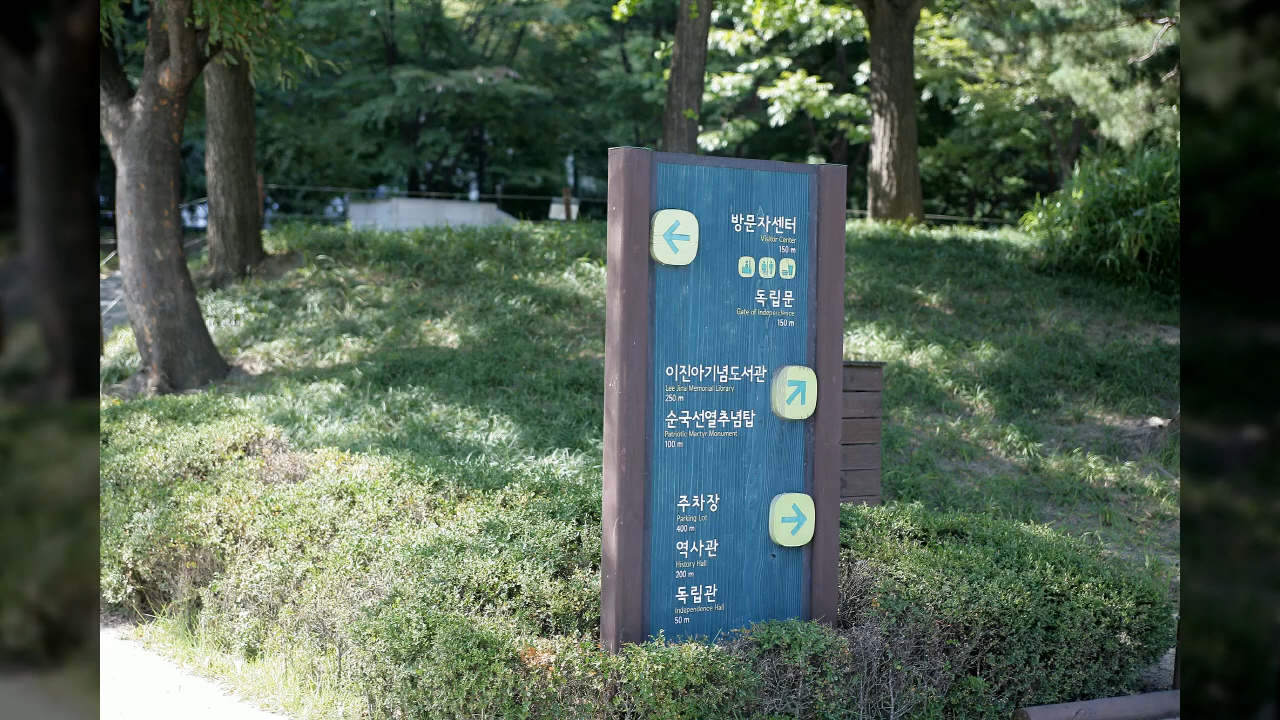 방문자센터
Visitor Center
150 m
독립문
Gate of Independence
150 m
이진아기념도서관
Lee Jina Memorial Library
250 m
순국선열추념탑
Patriotic Martyr Monument
100 m
주차장
Parking Lot
400 m
역사관
History Hall
200 m
독립관
Independence Hall
50 m